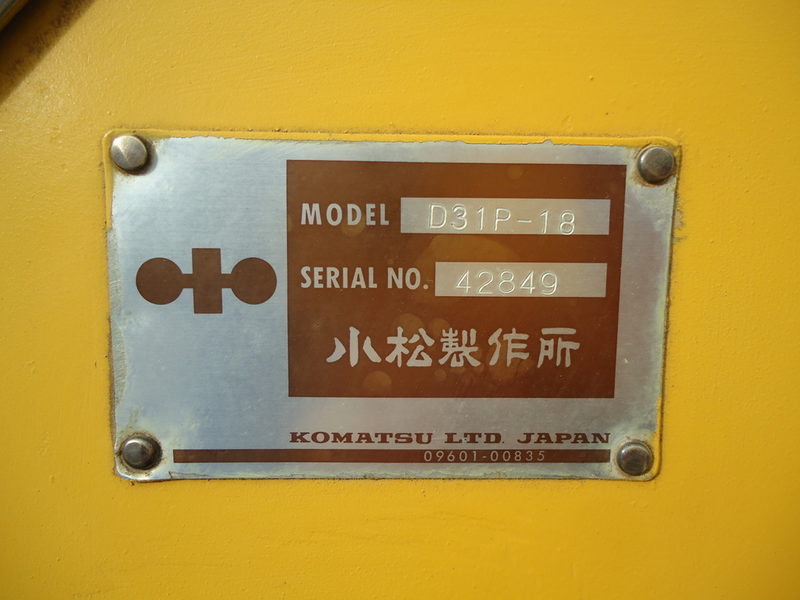 MODEL D31P-18
SERIAL NO. 42849
小松製作所
KOMATSU LTD. JAPAN
09601-00835